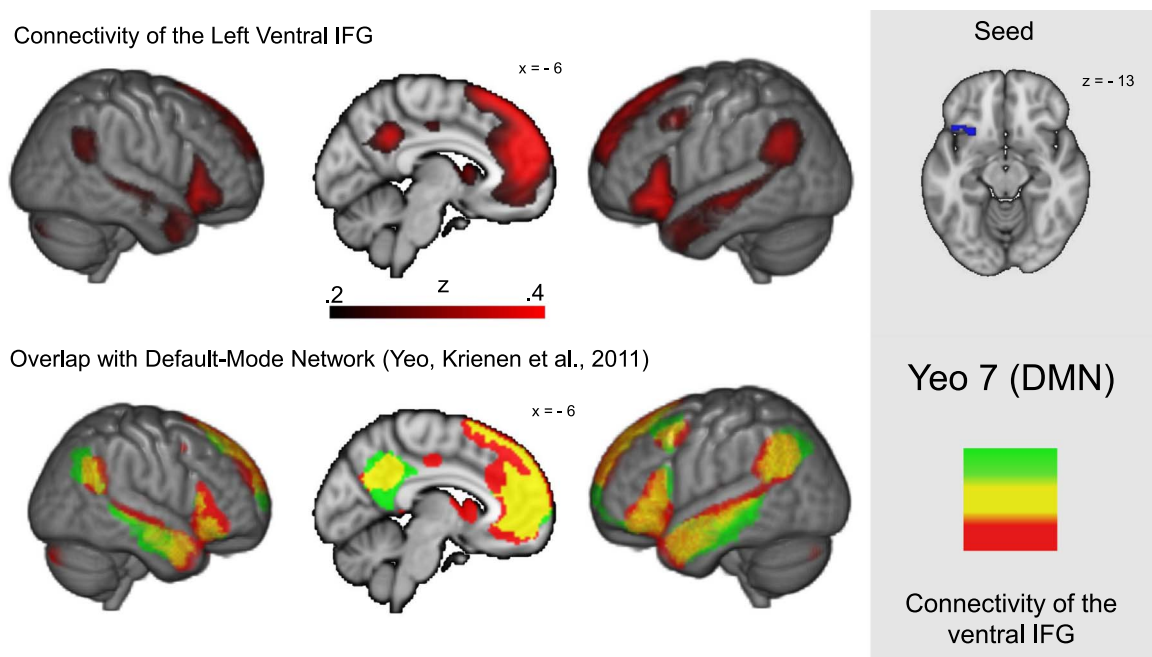 Connectivity of the Left Ventral IFG
x = - 6
Seed
z = - 13
.2
z
.4
Overlap with Default-Mode Network (Yeo, Krienen et al., 2011)
x = - 6
Yeo 7 (DMN)
Connectivity of the
ventral IFG